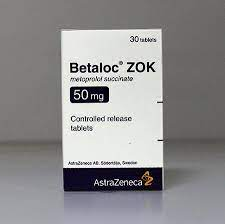 30 tablets
Betaloc® ZOK
metoprolol succinate
50 mg
Controlled release
tablets
AstraZeneca AB, Södertälje, Sweden
AstraZeneca